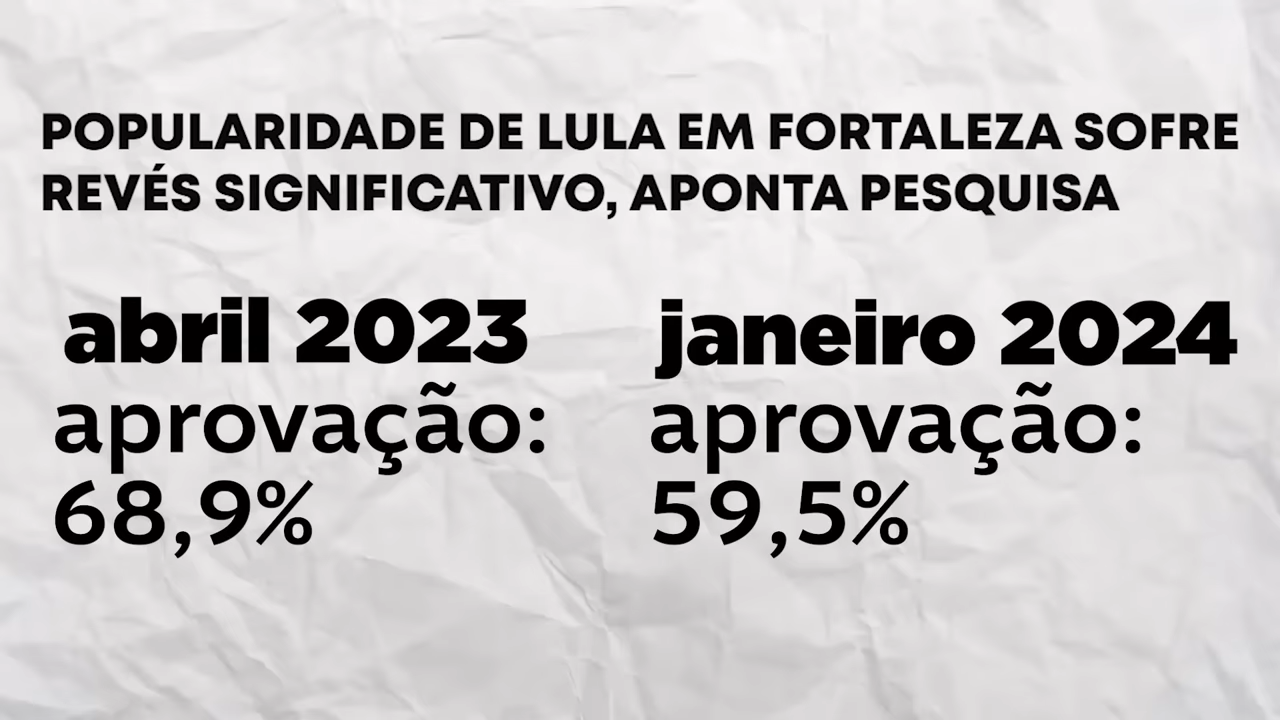 POPULARIDADE DE LULA EM FORTALEZA SOFRE
REVÉS SIGNIFICATIVO, APONTA PESQUISA
abril 2023
aprovação:
68,9%
janeiro 2024
aprovação:
59,5%